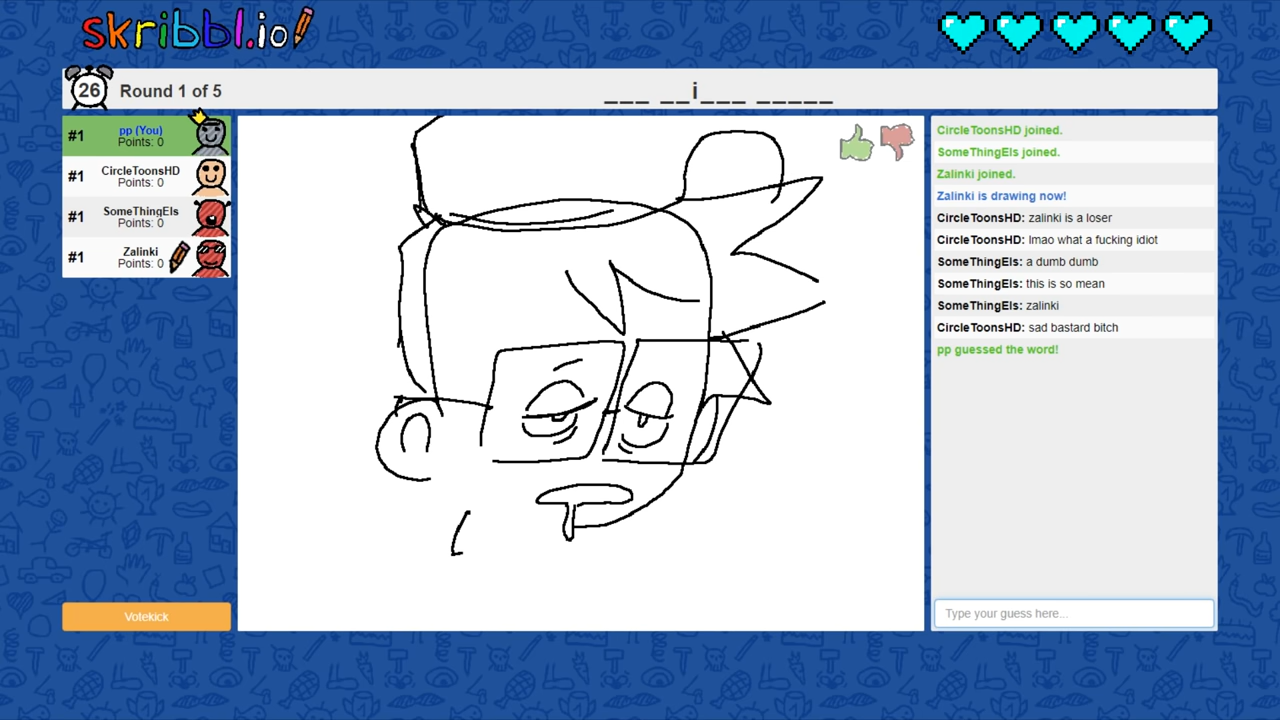 skribbl.io
26
Round 1 of 5
___ __i___ _____
#1
pp (You)
Points: 0
#1
CircleToonsHD
Points: 0
#1
SomeThingEls
Points: 0
#1
Zalinki
Points: 0
Votekick
CircleToonsHD joined.
SomeThingEls joined.
Zalinki joined.
Zalinki is drawing now!
CircleToonsHD: zalinki is a loser
CircleToonsHD: lmao what a fucking idiot
SomeThingEls: a dumb dumb
SomeThingEls: this is so mean
SomeThingEls: zalinki
CircleToonsHD: sad bastard bitch
pp guessed the word!
Type your guess here...